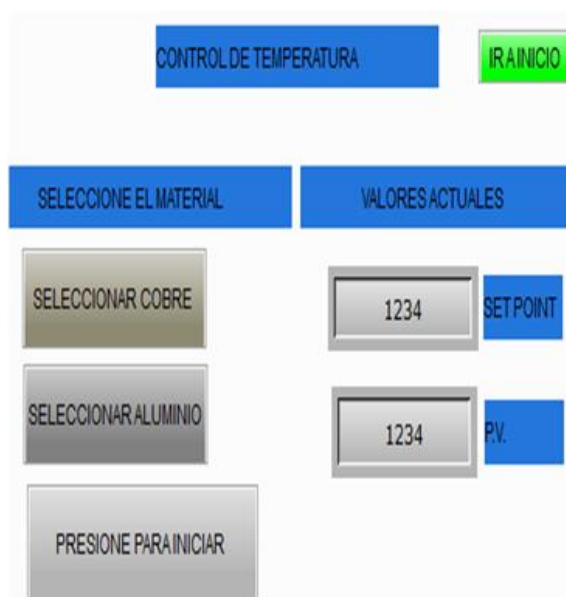 CONTROL DE TEMPERATURA
IR A INICIO
SELECCIONE EL MATERIAL
VALORES ACTUALES
SELECCIONAR COBRE
1234
SET POINT
SELECCIONAR ALUMINIO
1234
P.V.
PRESIONE PARA INICIAR